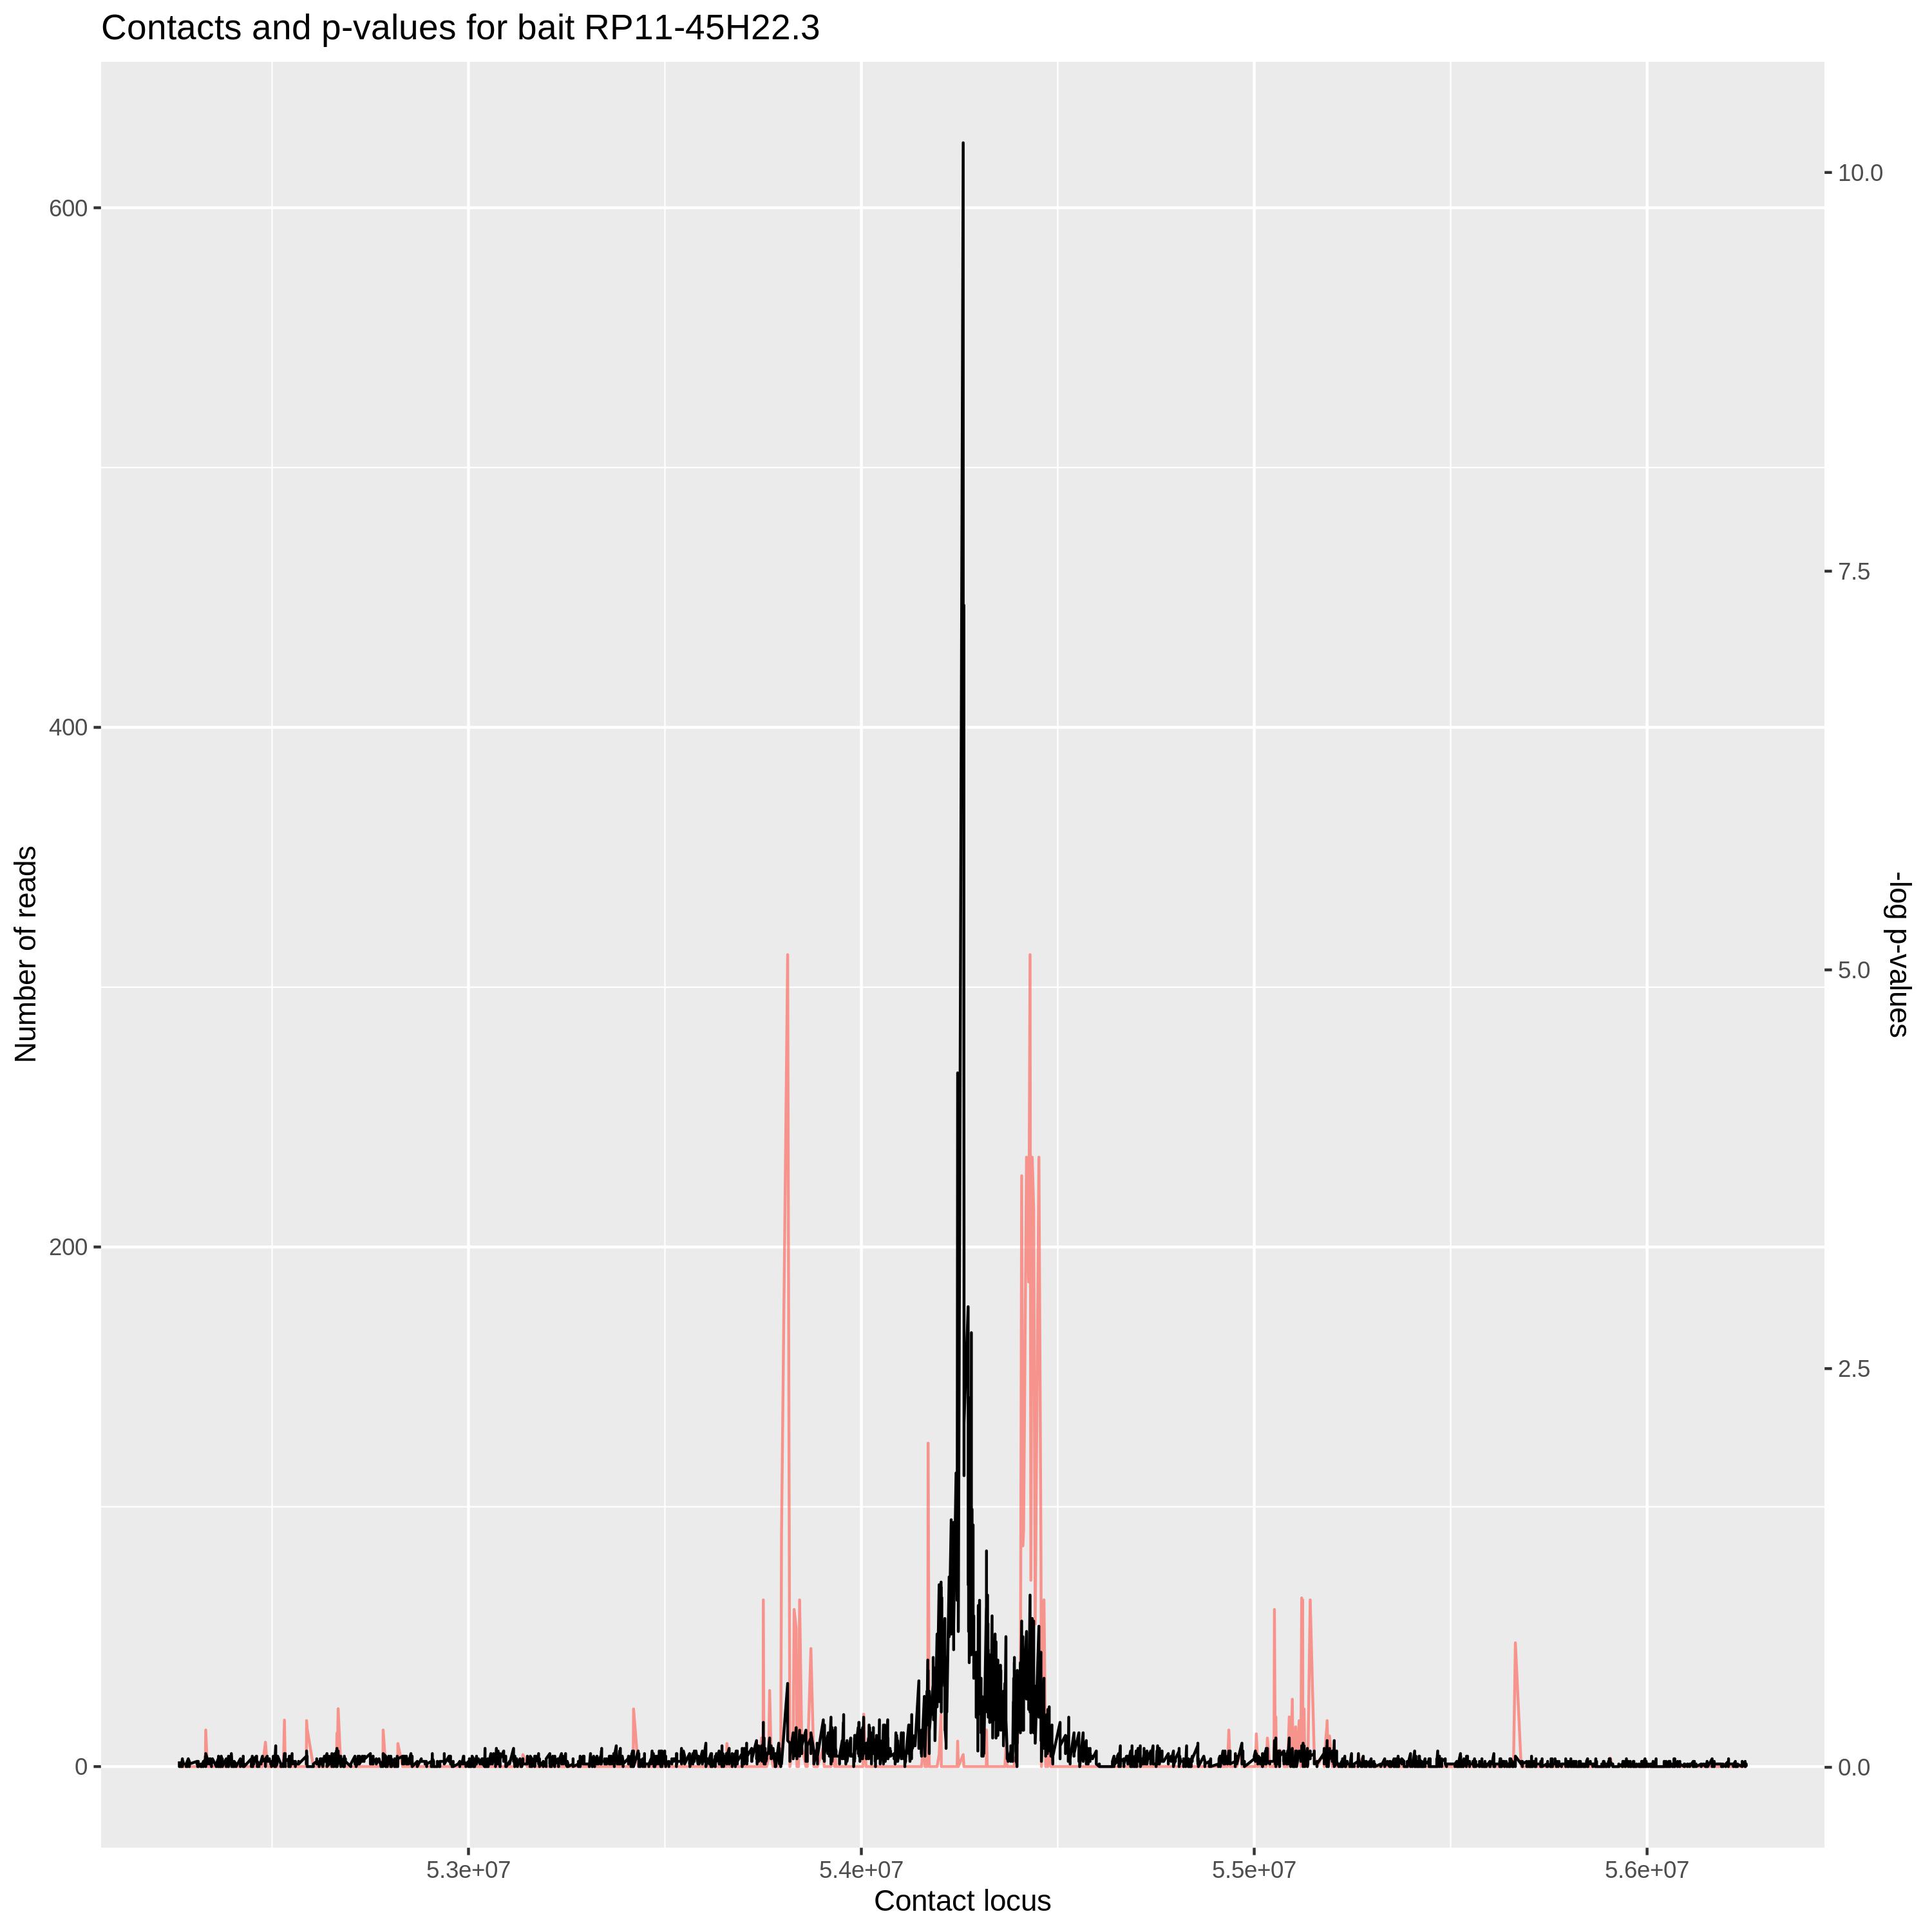 Contacts and p-values for bait RP11-45H22.3
600
400
200
0
10.0
7.5
5.0
2.5
0.0
Number of reads
-log p-values
5.3e+07
5.4e+07
5.5e+07
5.6e+07
Contact locus